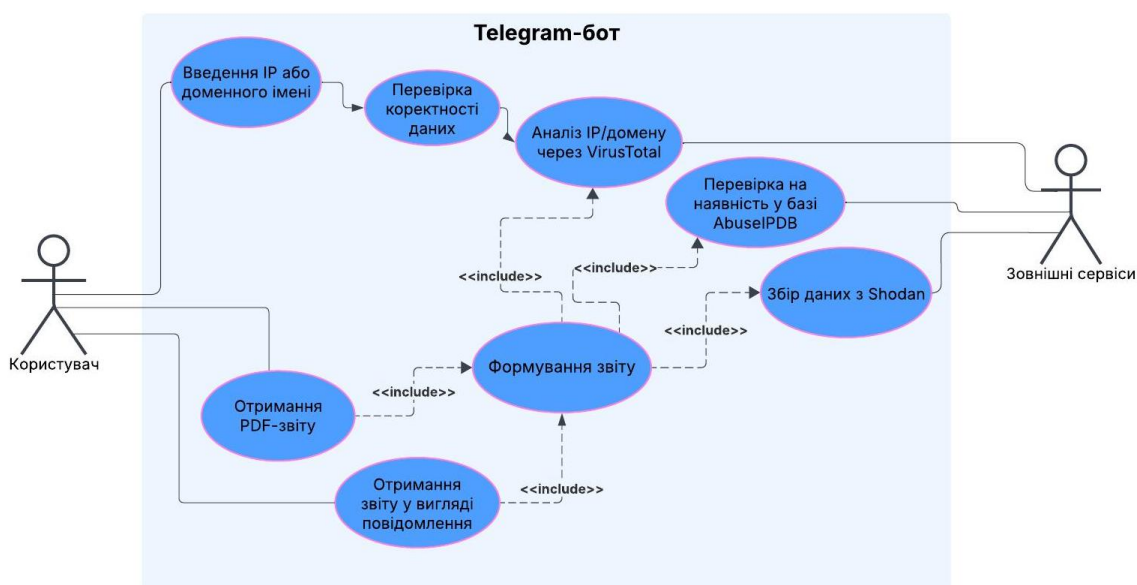 Telegram-бот
Введення IP або
доменного імені
Перевірка
коректності
даних
Аналіз IP/домену
через VirusTotal
Перевірка на
наявність у базі
AbuseIPDB
Зовнішні сервіси
<<include>>
<<include>>
Збір даних з Shodan
<<include>>
Користувач
Формування звіту
<<include>>
Отримання
PDF-звіту
<<include>>
Отримання
звіту у вигляді
повідомлення